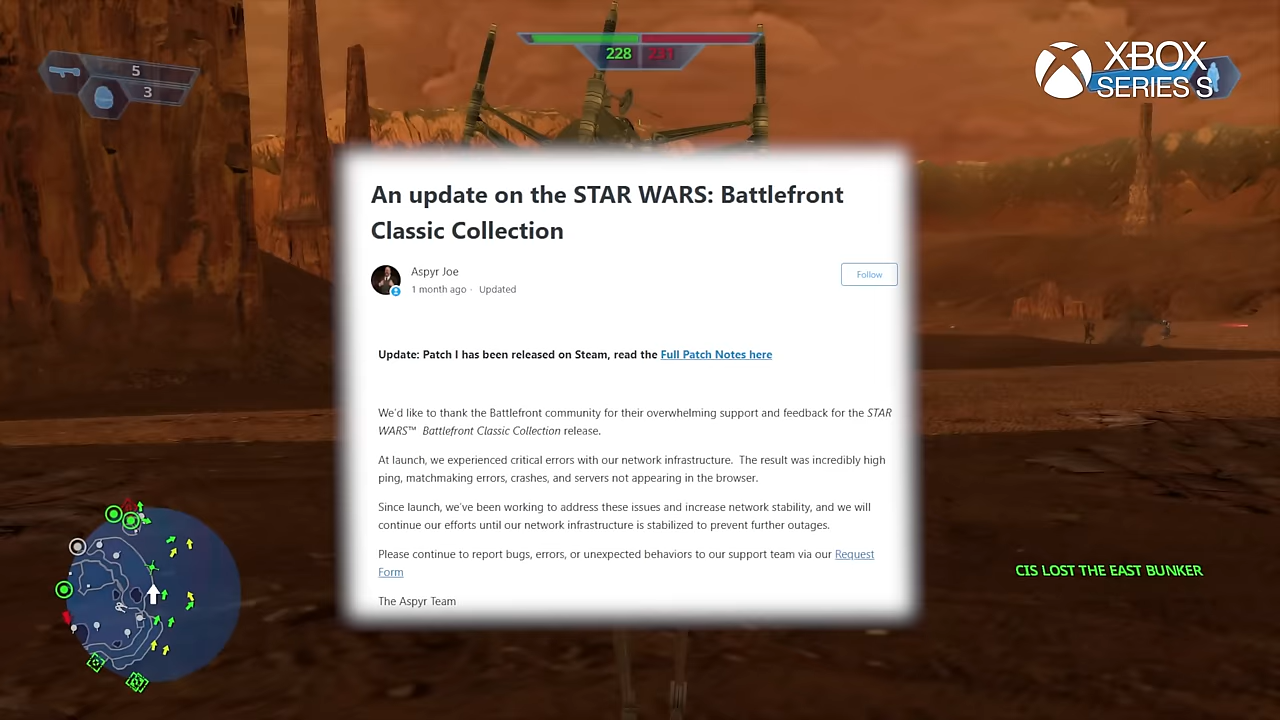 228 231
5
3
XBOX
SERIES S
An update on the STAR WARS: Battlefront
Classic Collection
Aspyr Joe
1 month ago · Updated
Follow
Update: Patch I has been released on Steam, read the Full Patch Notes here
We'd like to thank the Battlefront community for their overwhelming support and feedback for the STAR
WARS™ Battlefront Classic Collection release.
At launch, we experienced critical errors with our network infrastructure. The result was incredibly high
ping, matchmaking errors, crashes, and servers not appearing in the browser.
Since launch, we've been working to address these issues and increase network stability, and we will
continue our efforts until our network infrastructure is stabilized to prevent further outages.
Please continue to report bugs, errors, or unexpected behaviors to our support team via our Request
Form
The Aspyr Team
CIS LOST THE EAST BUNKER